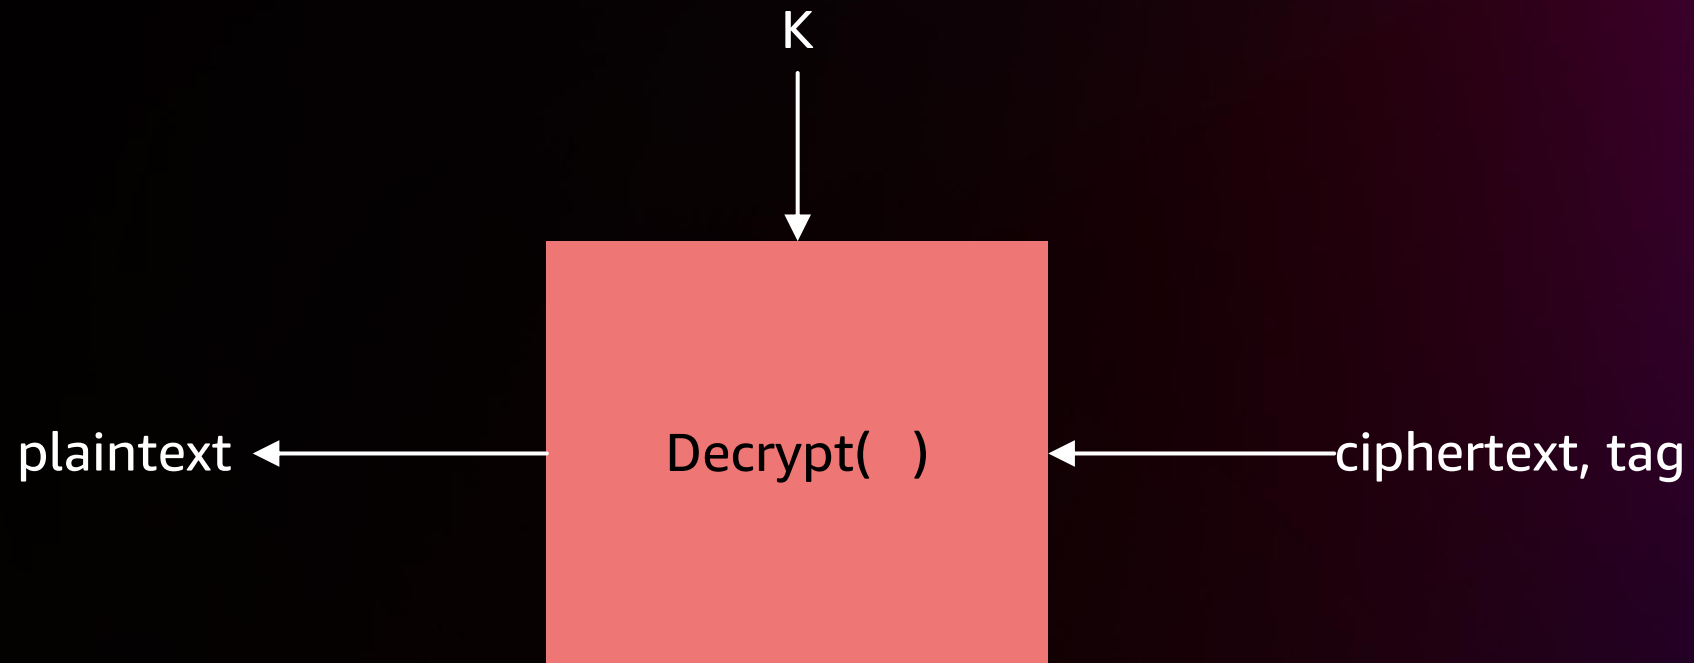 K
plaintext
Decrypt( )
ciphertext, tag